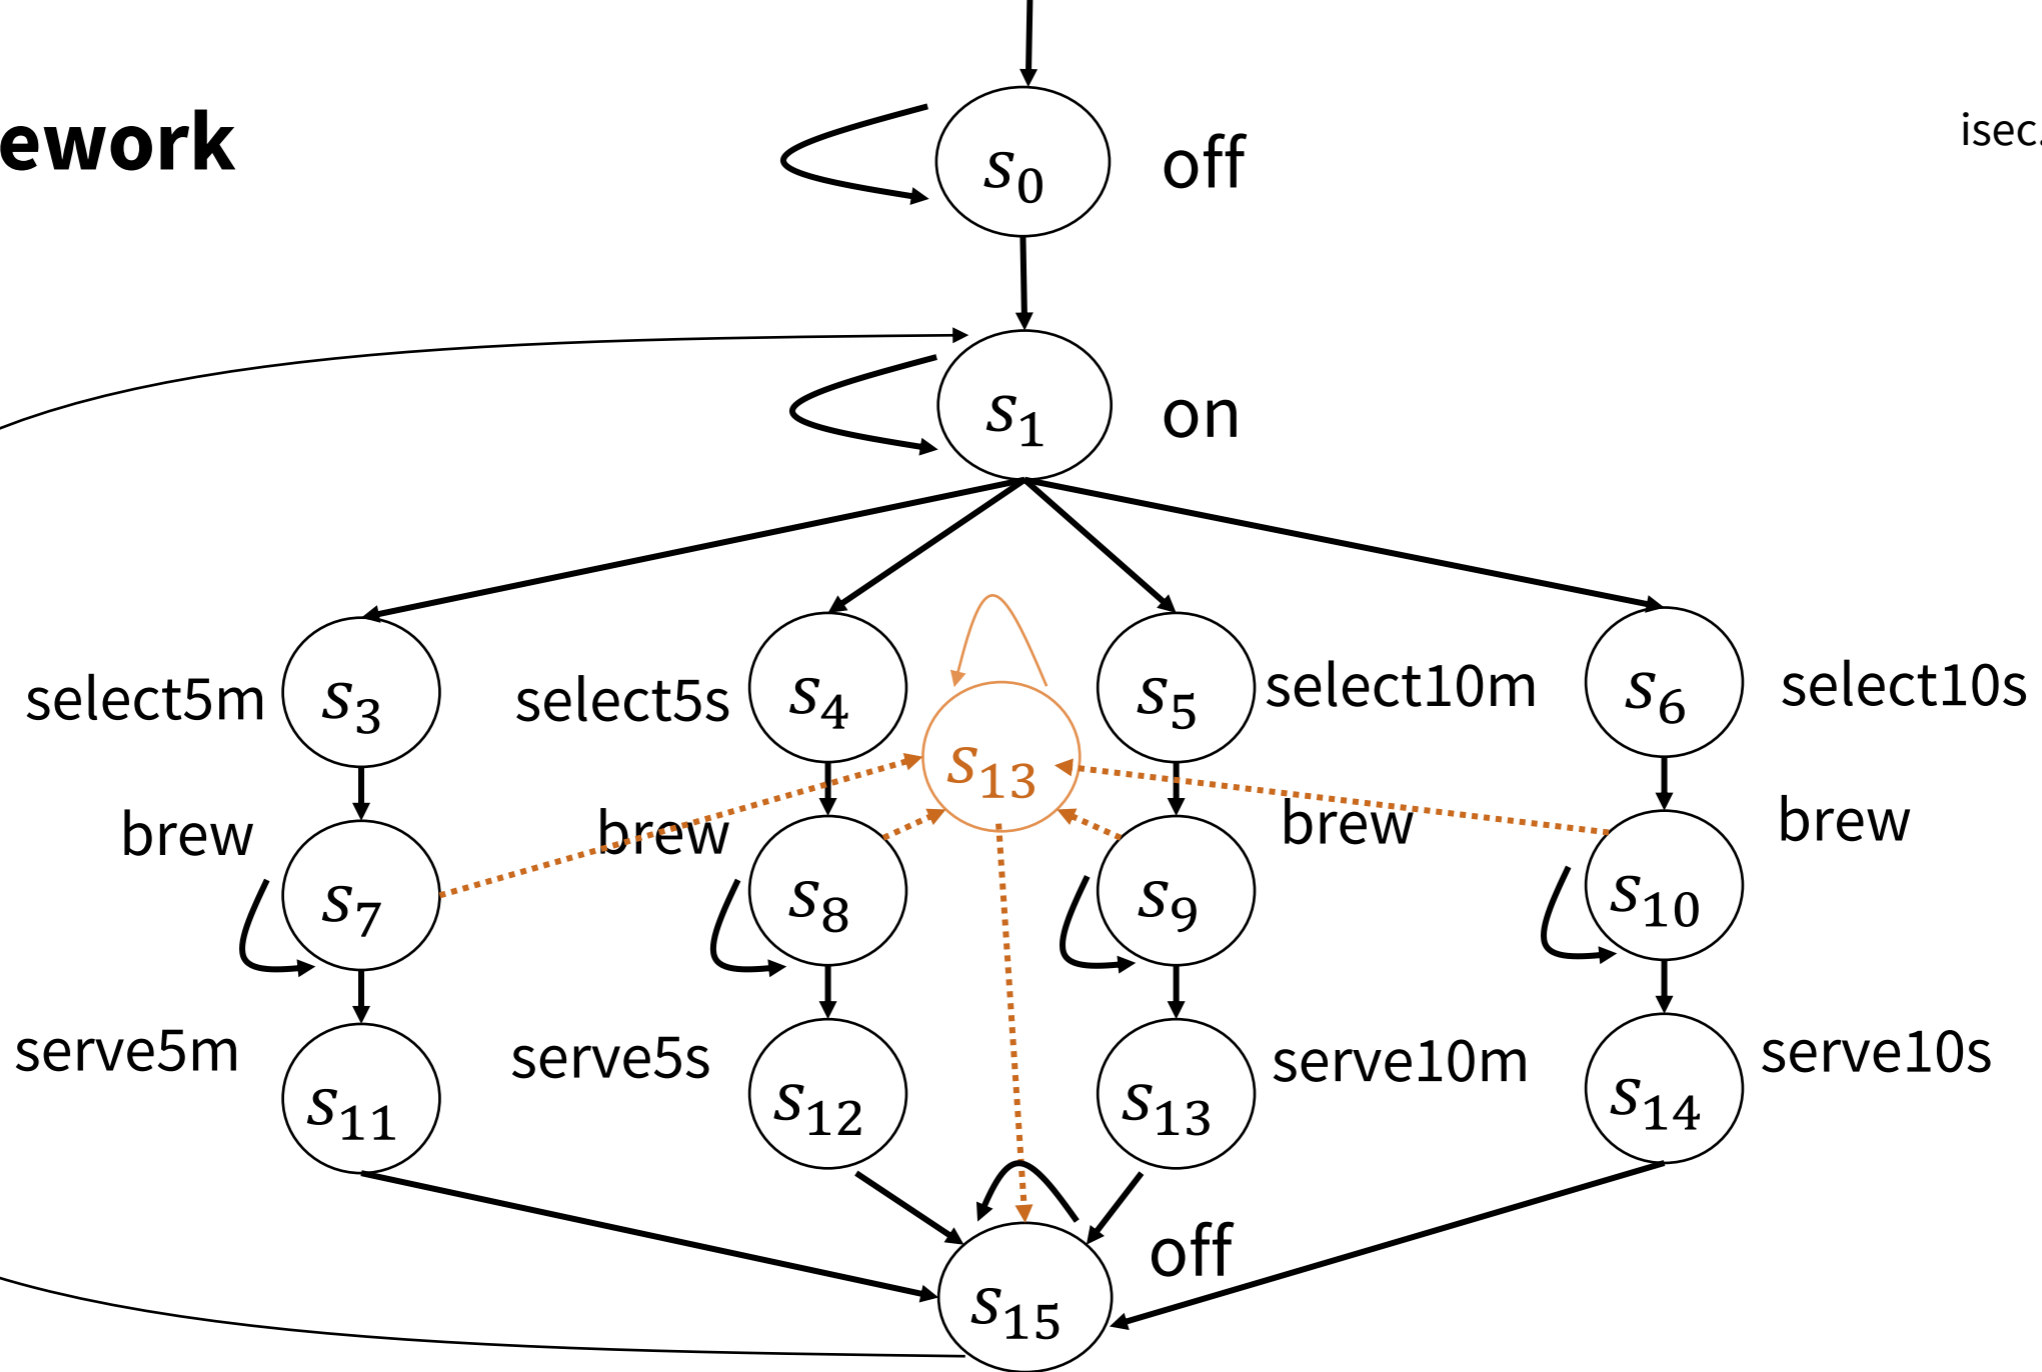 ework
isec.
s0
off
s1
on
select5m
s3
select5s
s4
s13
s5
select10m
s6
select10s
brew
s7
brew
s8
s9
brew
s10
brew
serve5m
s11
serve5s
s12
s13
serve10m
s14
serve10s
s15
off